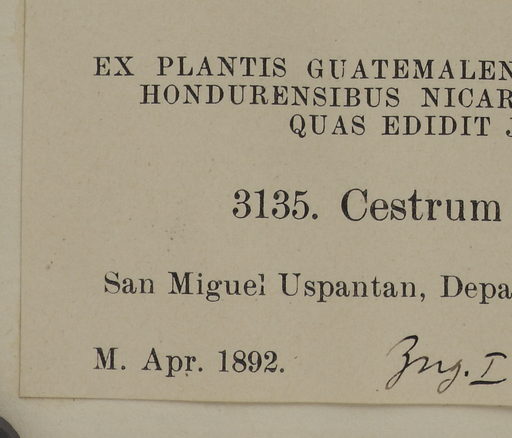 EX PLANTIS GUATEMALEN
HONDURENSIBUS NICAR
QUAS EDIDIT J
3135. Cestrum
San Miguel Uspantan, Depa
M. Apr. 1892.
I